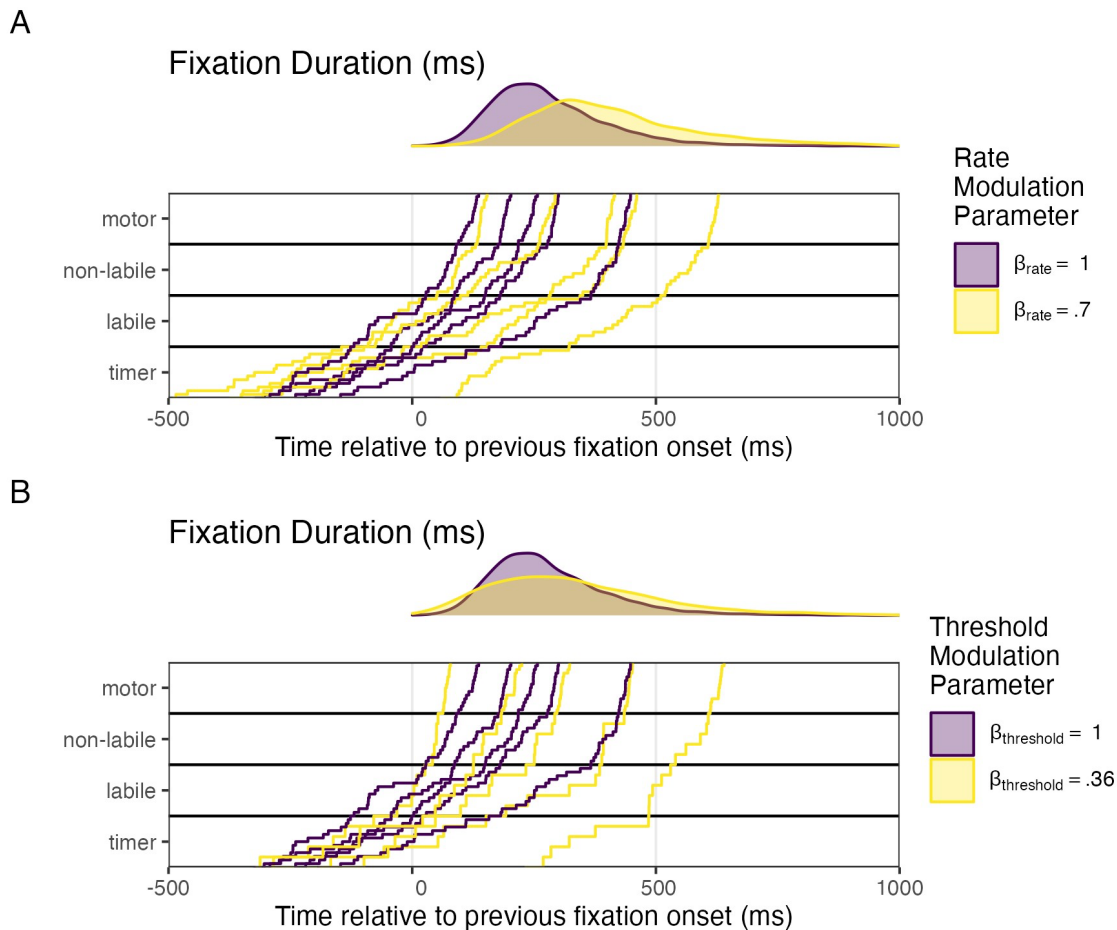 A
Fixation Duration (ms)
motor
non-labile
labile
timer
-500
0
500
1000
Time relative to previous fixation onset (ms)
Rate
Modulation
Parameter
βrate = 1
βrate = .7
B
Fixation Duration (ms)
motor
non-labile
labile
timer
-500
0
500
1000
Time relative to previous fixation onset (ms)
Threshold
Modulation
Parameter
βthreshold = 1
βthreshold = .36